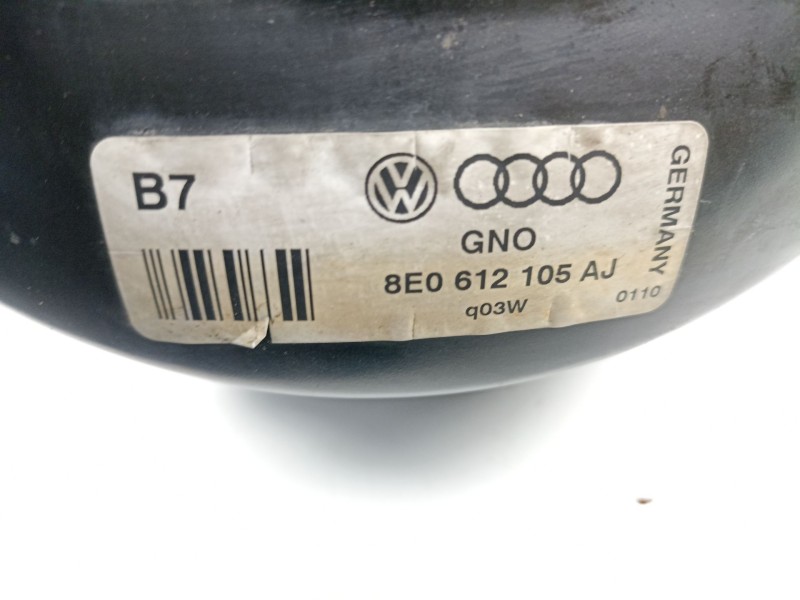 B7
GNO
8E0 612 105 AJ
q03W
0110
GERMANY